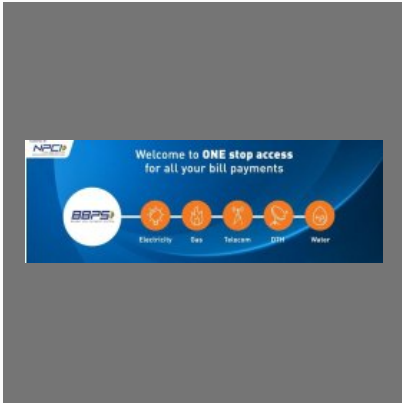 NPCI
Welcome to ONE stop access
for all your bill payments
BBPS
Electricity Gas Telecom DTH Water